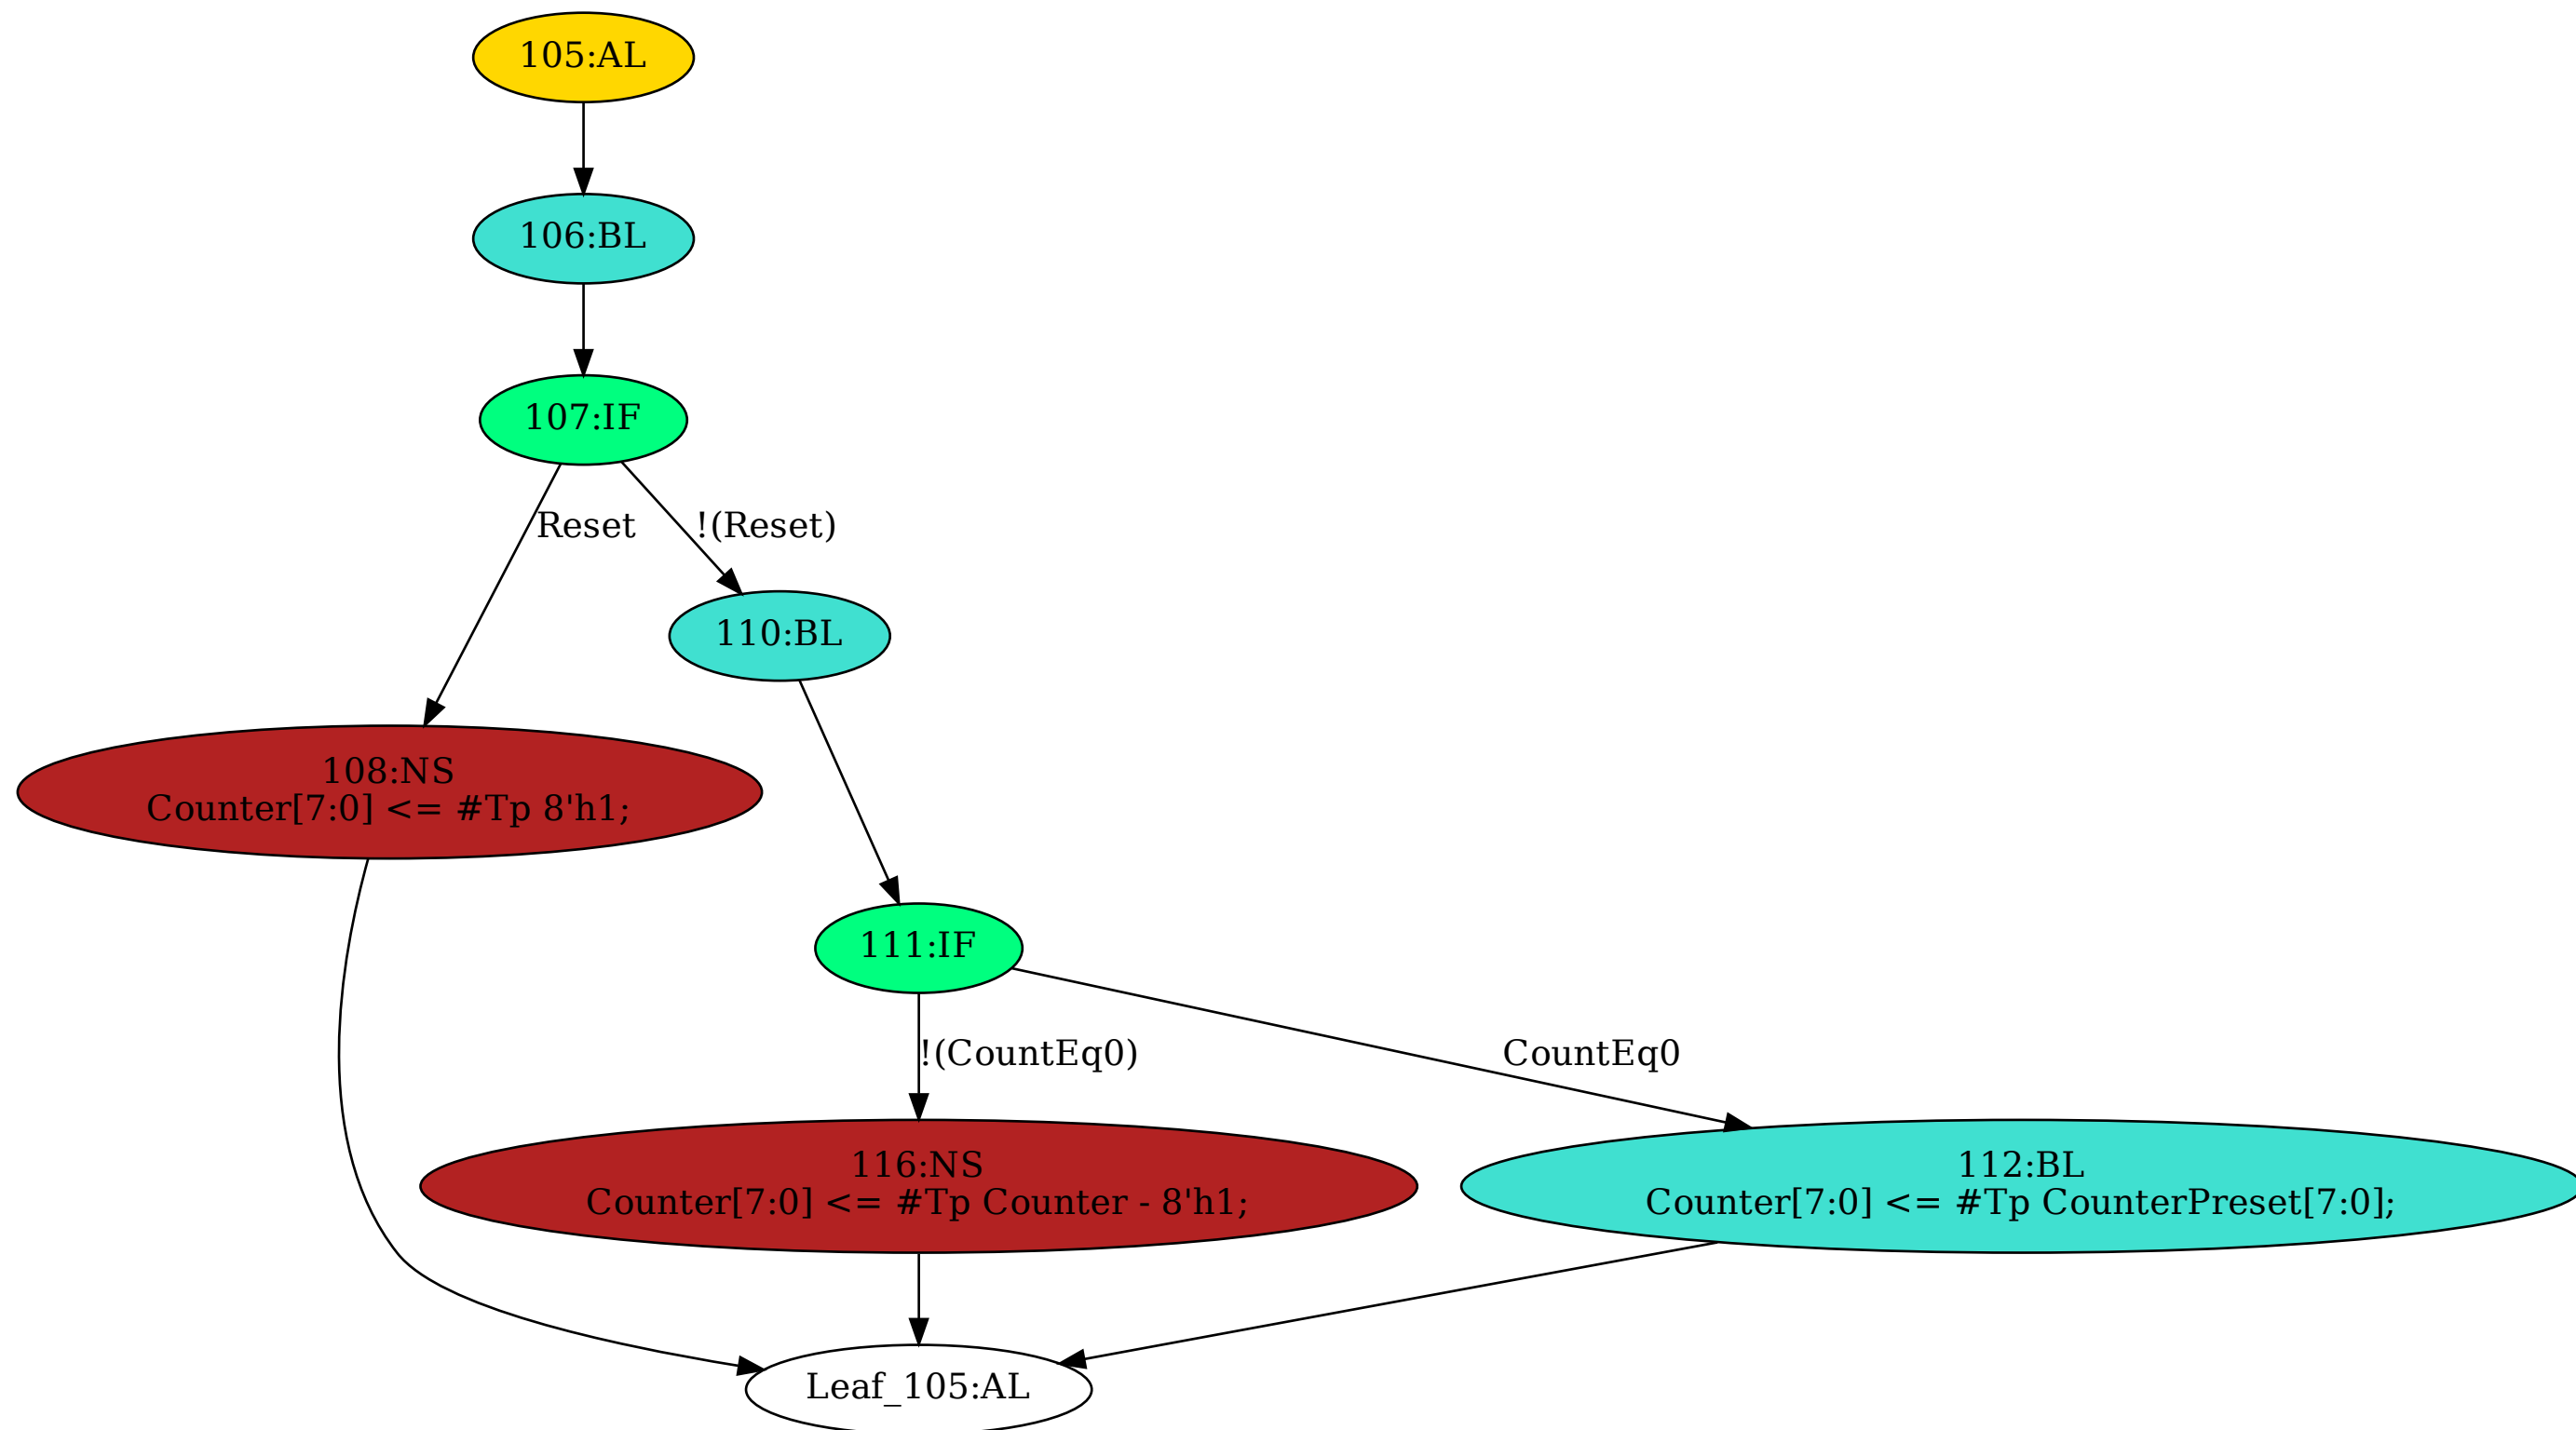 105:AL
106:BL
107:IF
Reset
!(Reset)
110:BL
108:NS
Counter[7:0] <= #Tp 8'h1;
111:IF
!(CountEq0)
CountEq0
116:NS
Counter[7:0] <= #Tp Counter - 8'h1;
112:BL
Counter[7:0] <= #Tp CounterPreset[7:0];
Leaf_105:AL